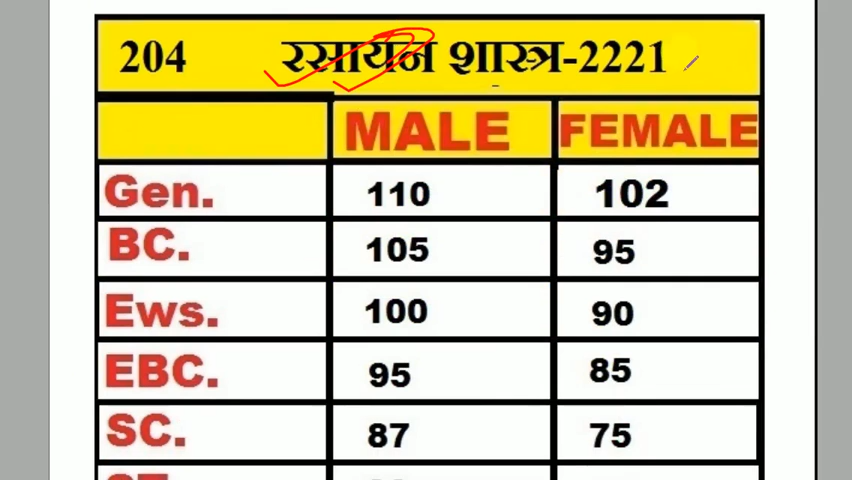 204 रसायन शास्त्र-2221
MALE FEMALE
Gen. 110 102
BC. 105 95
Ews. 100 90
EBC. 95 85
SC. 87 75